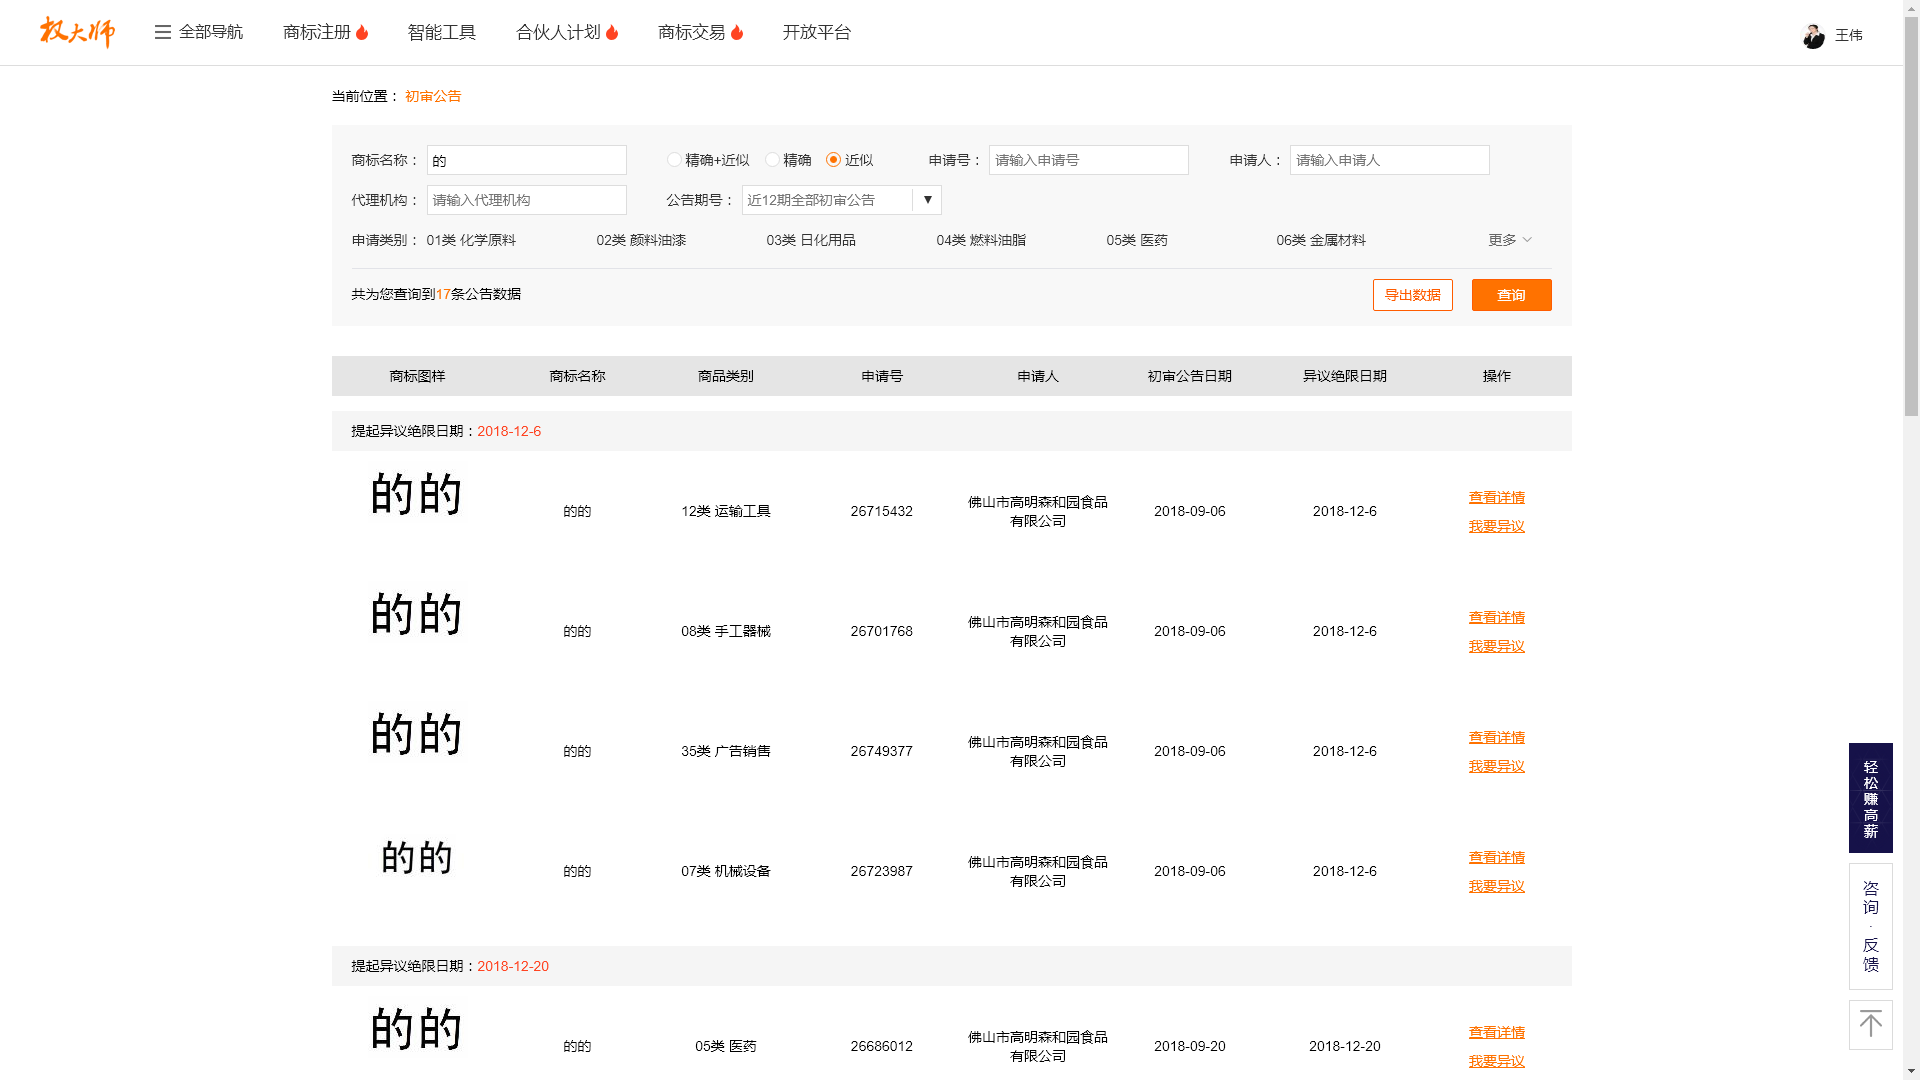 权大师 全部导航 商标注册 智能工具 合伙人计划 商标交易 开放平台 王伟
当前位置： 初审公告
商标名称： 的 精确+近似 精确 近似 申请号： 请输入申请号 申请人： 请输入申请人
代理机构： 请输入代理机构 公告期号： 近12期全部初审公告 ▼
申请类别： 01类 化学原料 02类 颜料油漆 03类 日化用品 04类 燃料油脂 05类 医药 06类 金属材料 更多
共为您查询到17条公告数据 导出数据 查询
商标图样 商标名称 商品类别 申请号 申请人 初审公告日期 异议绝限日期 操作
提起异议绝限日期：2018-12-6
的的 的的 12类 运输工具 26715432 佛山市高明森和园食品有限公司 2018-09-06 2018-12-6 查看详情
我要异议
的的 的的 08类 手工器械 26701768 佛山市高明森和园食品有限公司 2018-09-06 2018-12-6 查看详情
我要异议
的的 的的 35类 广告销售 26749377 佛山市高明森和园食品有限公司 2018-09-06 2018-12-6 查看详情
我要异议
的的 的的 07类 机械设备 26723987 佛山市高明森和园食品有限公司 2018-09-06 2018-12-6 查看详情
我要异议
提起异议绝限日期：2018-12-20
的的 的的 05类 医药 26686012 佛山市高明森和园食品有限公司 2018-09-20 2018-12-20 查看详情
我要异议
轻松赚高薪
咨询·反馈